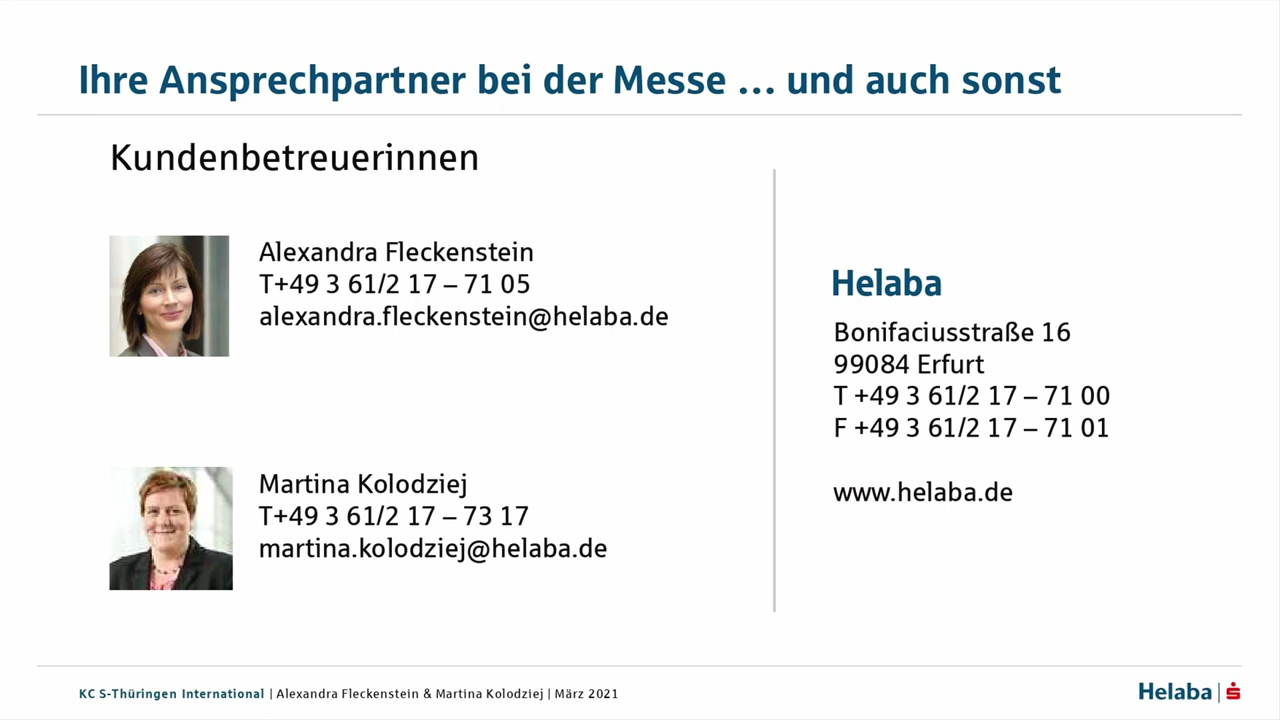 Ihre Ansprechpartner bei der Messe ... und auch sonst
Kundenbetreuerinnen
Alexandra Fleckenstein
T+49 3 61/2 17 – 71 05
alexandra.fleckenstein@helaba.de
Martina Kolodziej
T+49 3 61/2 17 – 73 17
martina.kolodziej@helaba.de
Helaba
Bonifaciusstraße 16
99084 Erfurt
T +49 3 61/2 17 – 71 00
F +49 3 61/2 17 – 71 01
www.helaba.de
KC S-Thüringen International | Alexandra Fleckenstein & Martina Kolodziej | März 2021
Helaba